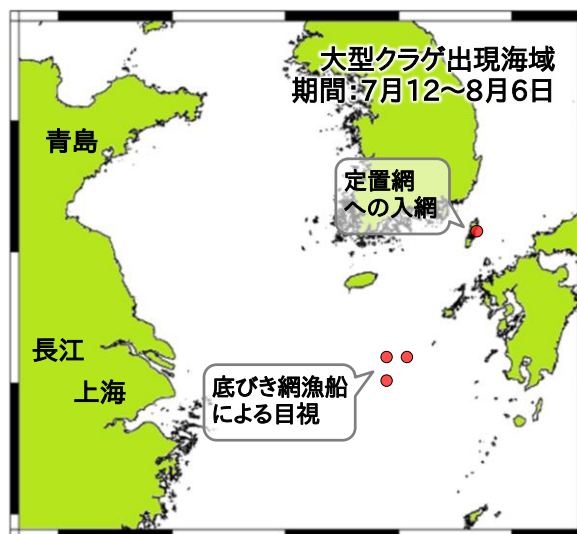 大型クラゲ出現海域
期間：7月12～8月6日
青島
定置網
への入網
長江
上海
底びき網漁船
による目視